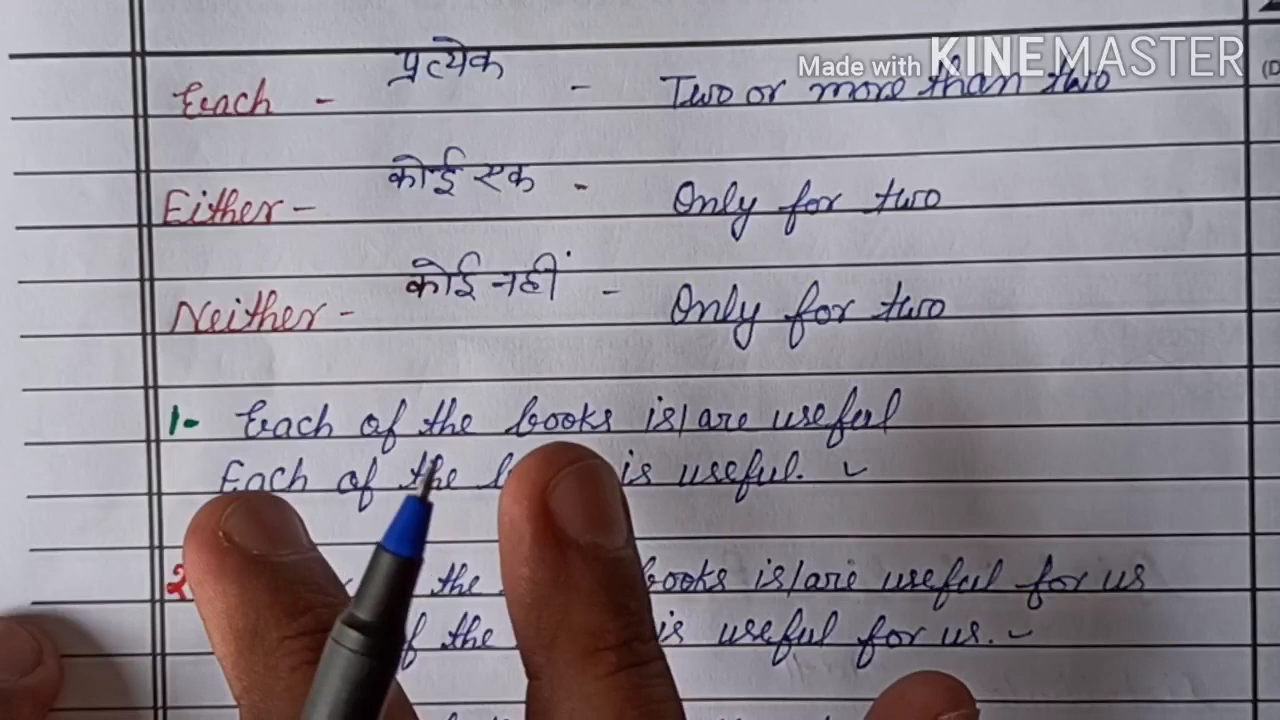 Made with KINEMASTER
Each - प्रत्येक - Two or more than two
Either - कोई एक - Only for two
Neither - कोई नहीं - Only for two
1- Each of the books is/are useful
Each of the is useful.
2 the books is/are useful for us
of the is useful for us.